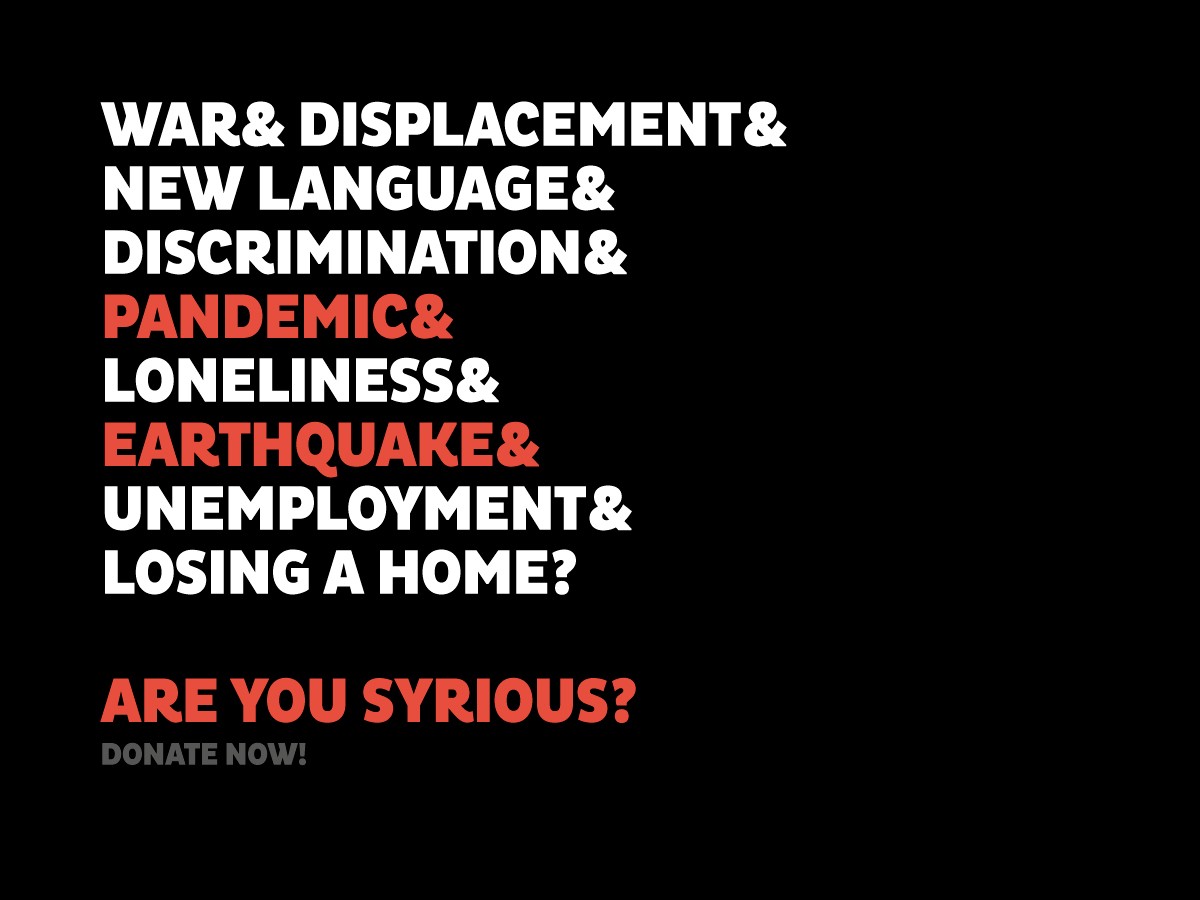 WAR& DISPLACEMENT&
NEW LANGUAGE&
DISCRIMINATION&
PANDEMIC&
LONELINESS&
EARTHQUAKE&
UNEMPLOYMENT&
LOSING A HOME?
ARE YOU SYRIOUS?
DONATE NOW!